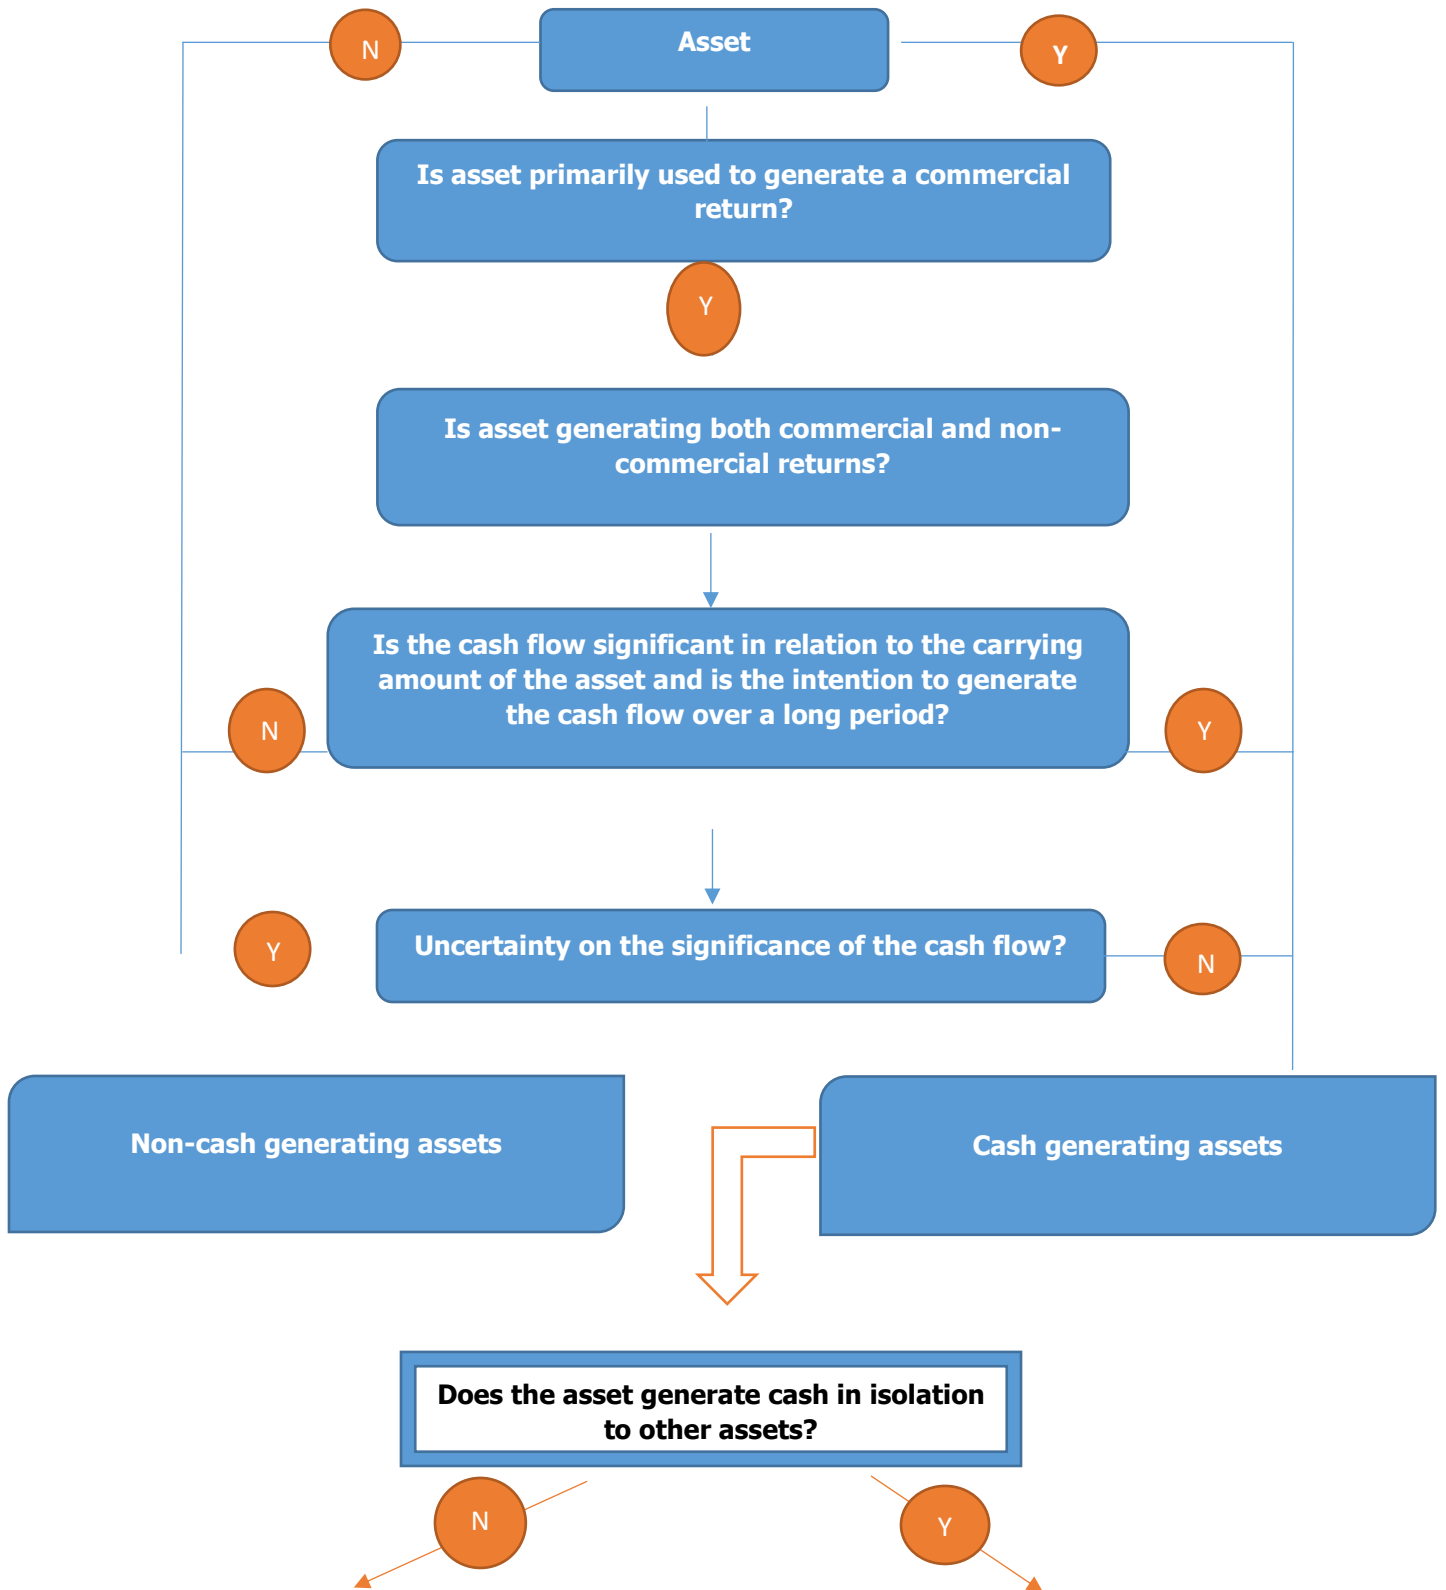 N
Asset
Y
Is asset primarily used to generate a commercial
return?
Y
Is asset generating both commercial and non-
commercial returns?
Is the cash flow significant in relation to the carrying
amount of the asset and is the intention to generate
the cash flow over a long period?
N
Y
Uncertainty on the significance of the cash flow?
Y
N
Non-cash generating assets
Cash generating assets
Does the asset generate cash in isolation
to other assets?
N
Y